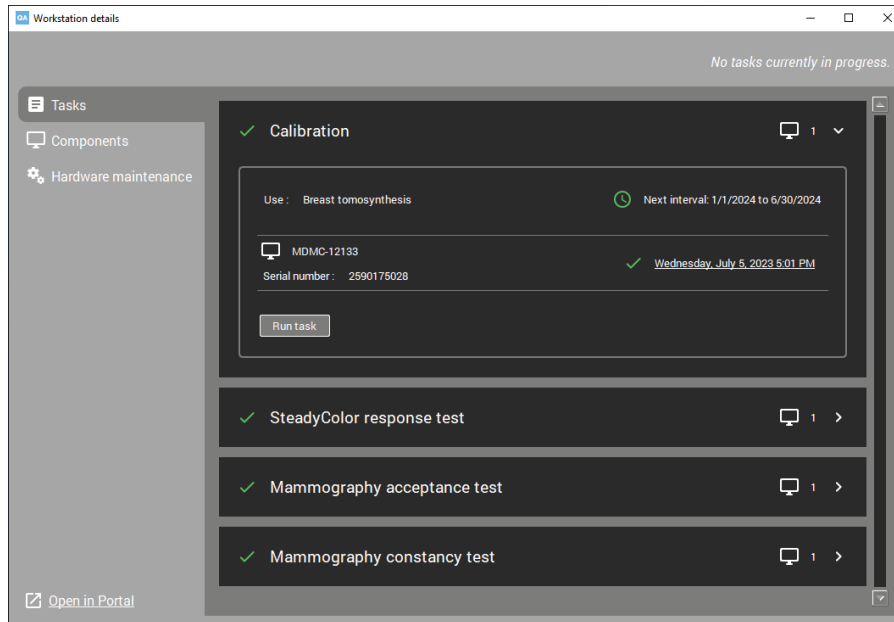 QA Workstation details
No tasks currently in progress.
Tasks
Components
Hardware maintenance
Open in Portal
Calibration 1
Use : Breast tomosynthesis Next interval: 1/1/2024 to 6/30/2024
MDMC-12133
Serial number : 2590175028
Wednesday, July 5, 2023 5:01 PM
Run task
SteadyColor response test 1
Mammography acceptance test 1
Mammography constancy test 1